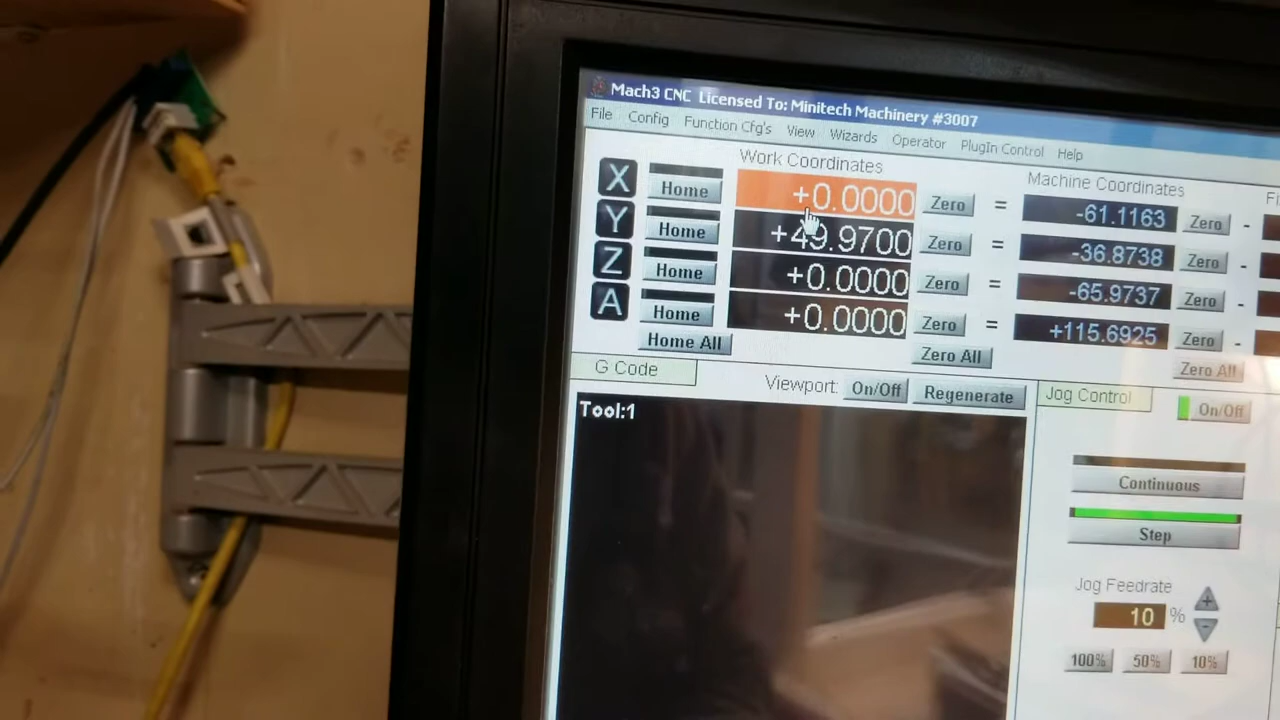 Mach3 CNC Licensed To: Minitech Machinery #3007
File Config Function Cfg's View Wizards Operator PlugIn Control Help
Work Coordinates Machine Coordinates
X Home +0.0000 Zero = -61.1163 Zero -
Y Home +49.9700 Zero = -36.8738 Zero -
Z Home +0.0000 Zero = -65.9737 Zero -
A Home +0.0000 Zero = +115.6925 Zero -
Home All Zero All Zero All
G Code Viewport: On/Off Regenerate Jog Control On/Off
Tool:1
Continuous
Step
Jog Feedrate
10 %
+
-
100% 50% 10%